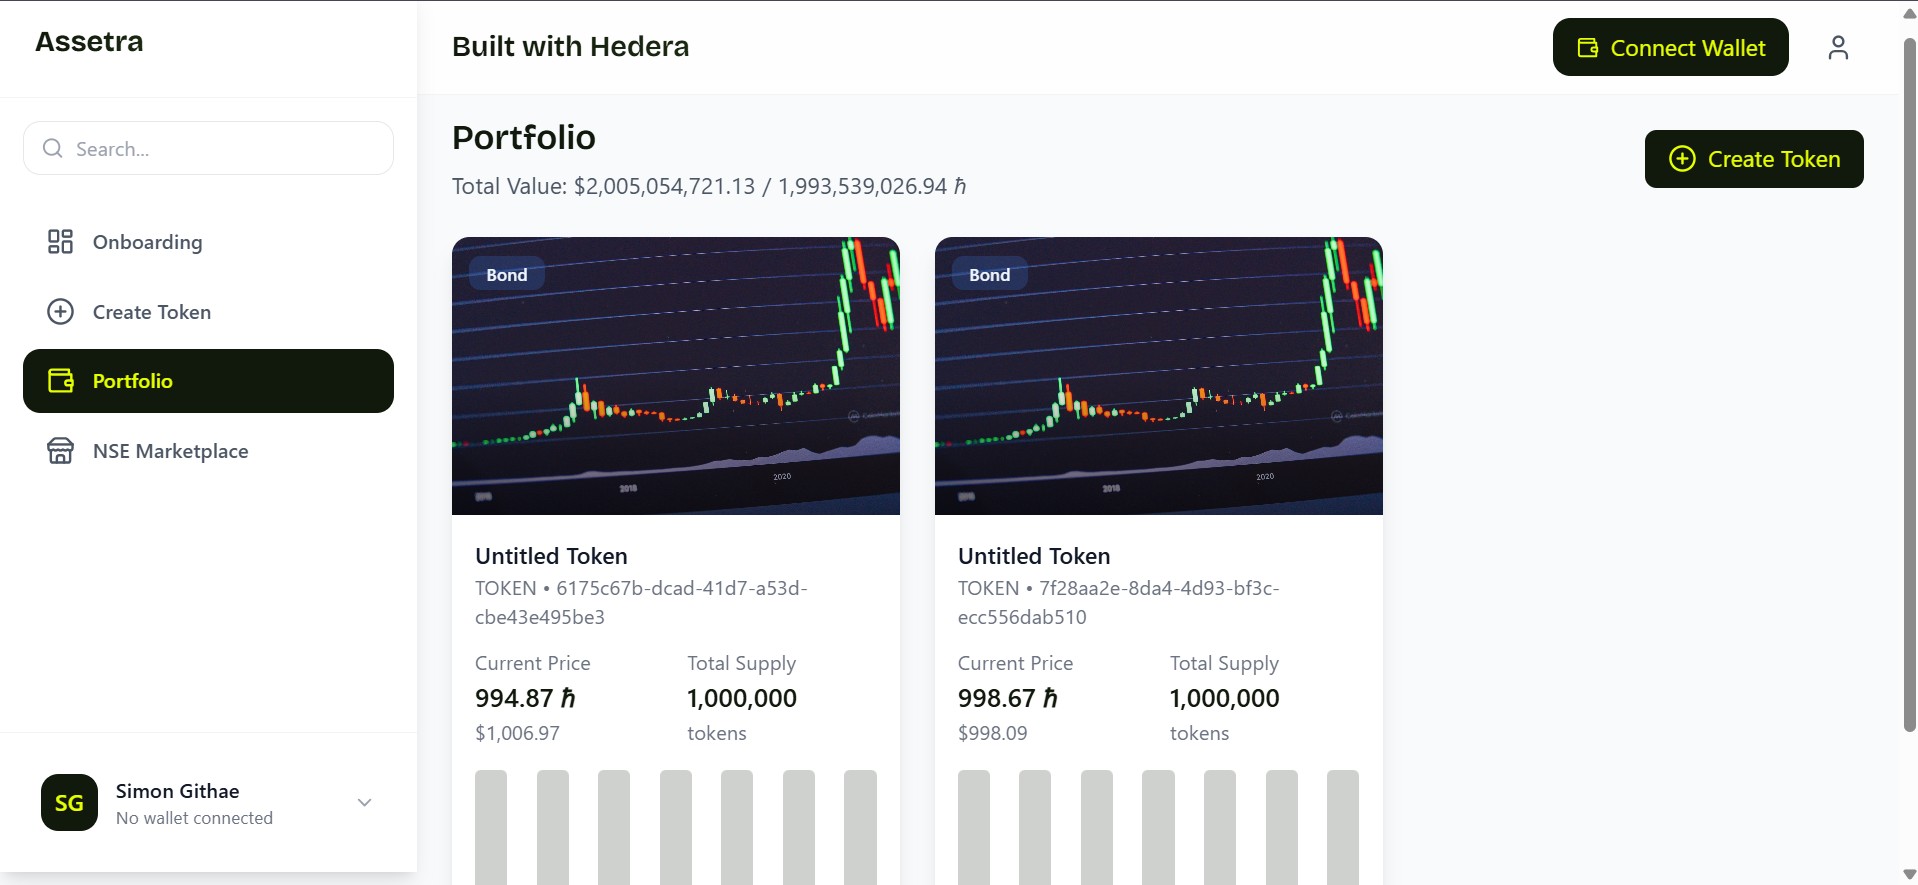 Assetra
Built with Hedera
Connect Wallet
Search...
Onboarding
Create Token
Portfolio
NSE Marketplace
Simon Githae
SG
No wallet connected
Portfolio
Total Value: $2,005,054,721.13 / 1,993,539,026.94 ℏ
Create Token
Bond
2018
2020
Untitled Token
TOKEN • 6175c67b-dcad-41d7-a53d-
cbe43e495be3
Current Price
Total Supply
994.87 ℏ
1,000,000
$1,006.97
tokens
Bond
2018
2020
Untitled Token
TOKEN • 7f28aa2e-8da4-4d93-bf3c-
ecc556dab510
Current Price
Total Supply
998.67 ℏ
1,000,000
$998.09
tokens